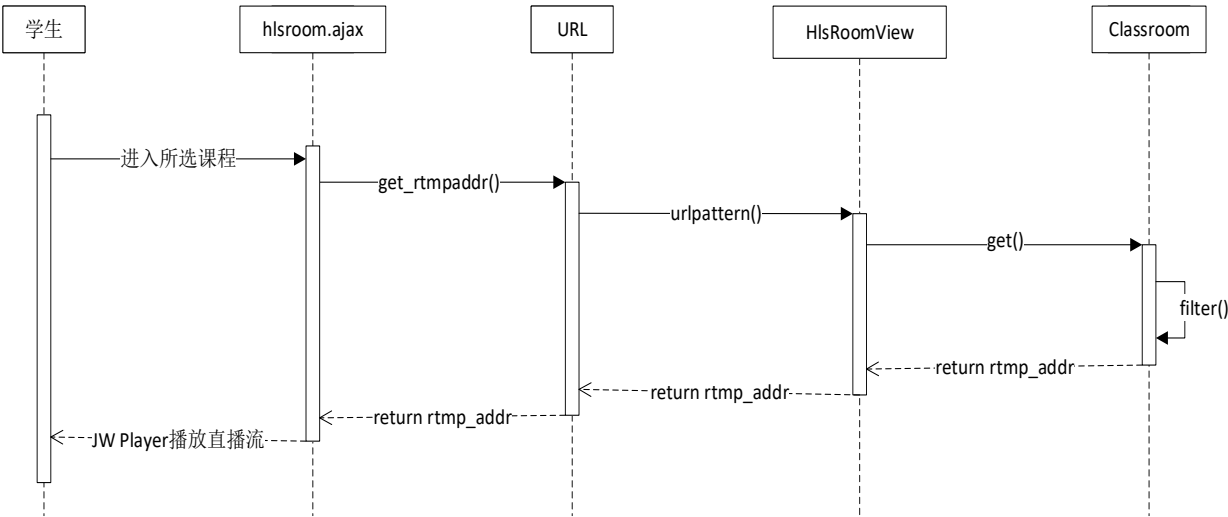 学生
hlsroom.ajax
URL
HlsRoomView
Classroom
进入所选课程
get_rtmpaddr()
urlpattern()
get()
filter()
return rtmp_addr
return rtmp_addr
return rtmp_addr
JW Player播放直播流